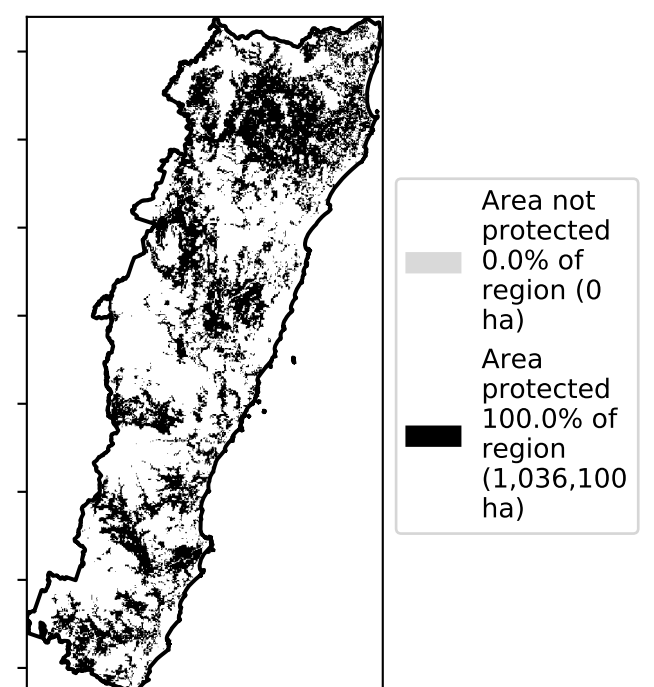 Area not
protected
0.0% of
region (0
ha)
Area
protected
100.0% of
region
(1,036,100
ha)